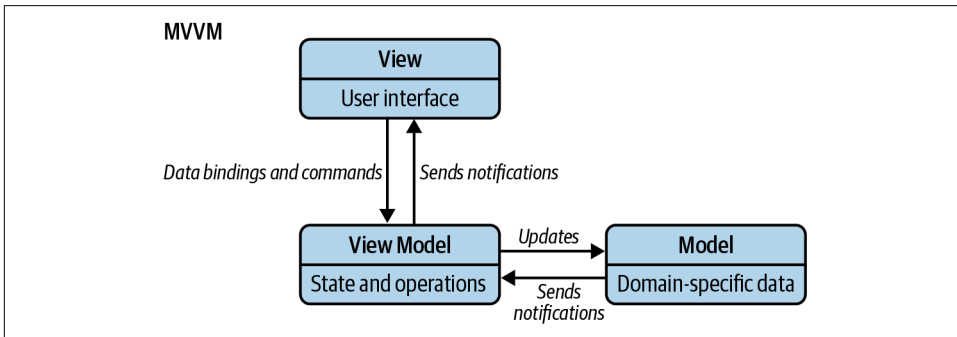 MVVM
View
User interface
Data bindings and commands
Sends notifications
View Model
State and operations
Updates
Sends
notifications
Model
Domain-specific data